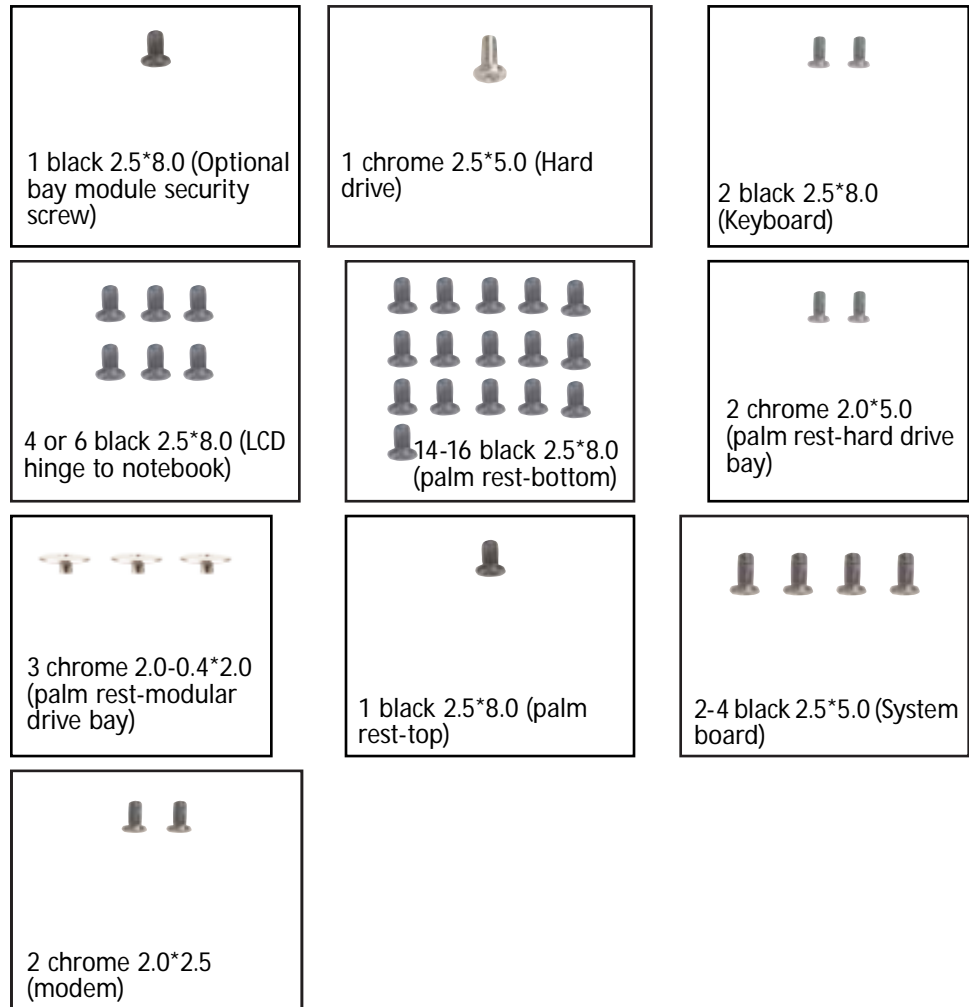 1 black 2.5*8.0 (Optional
bay module security
screw)
1 chrome 2.5*5.0 (Hard
drive)
2 black 2.5*8.0
(Keyboard)
4 or 6 black 2.5*8.0 (LCD
hinge to notebook)
14-16 black 2.5*8.0
(palm rest-bottom)
2 chrome 2.0*5.0
(palm rest-hard drive
bay)
3 chrome 2.0-0.4*2.0
(palm rest-modular
drive bay)
1 black 2.5*8.0 (palm
rest-top)
2-4 black 2.5*5.0 (System
board)
2 chrome 2.0*2.5
(modem)